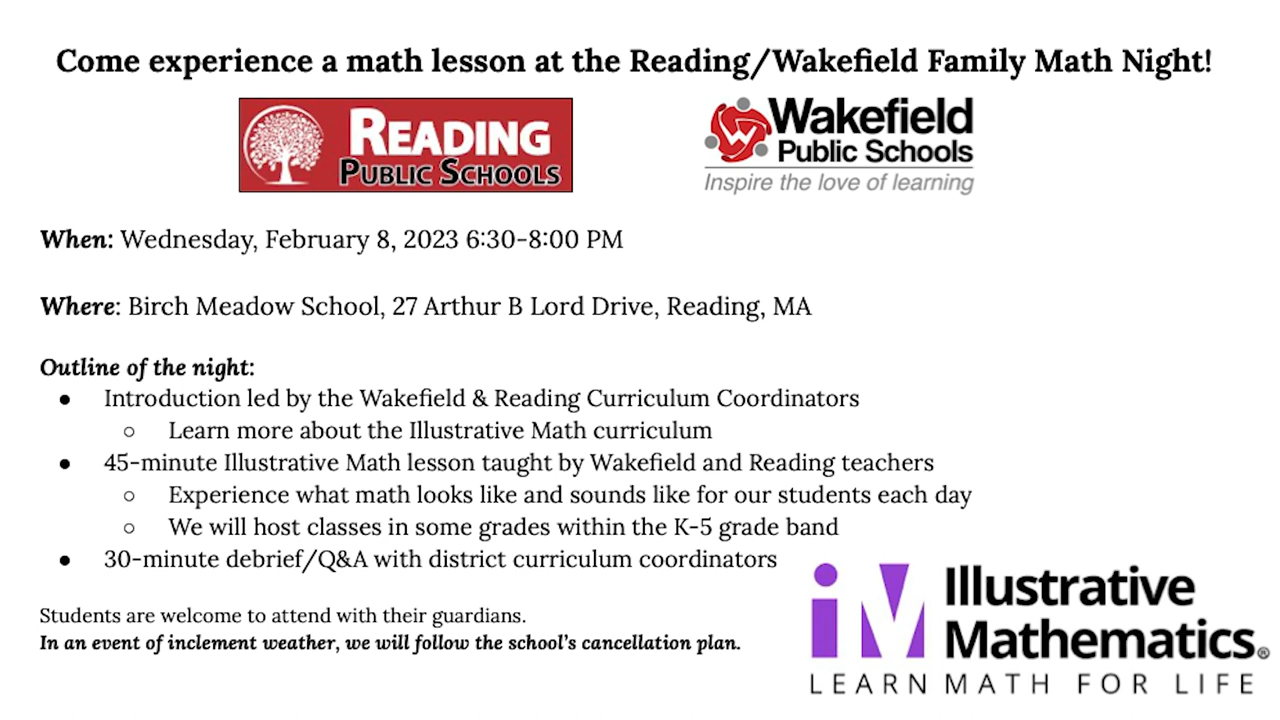 Come experience a math lesson at the Reading/Wakefield Family Math Night!
READING
PUBLIC SCHOOLS
Wakefield
Public Schools
Inspire the love of learning
When: Wednesday, February 8, 2023 6:30-8:00 PM
Where: Birch Meadow School, 27 Arthur B Lord Drive, Reading, MA
Outline of the night:
● Introduction led by the Wakefield & Reading Curriculum Coordinators
○ Learn more about the Illustrative Math curriculum
● 45-minute Illustrative Math lesson taught by Wakefield and Reading teachers
○ Experience what math looks like and sounds like for our students each day
○ We will host classes in some grades within the K-5 grade band
● 30-minute debrief/Q&A with district curriculum coordinators
Students are welcome to attend with their guardians.
In an event of inclement weather, we will follow the school's cancellation plan.
iM Illustrative
Mathematics®
LEARN MATH FOR LIFE